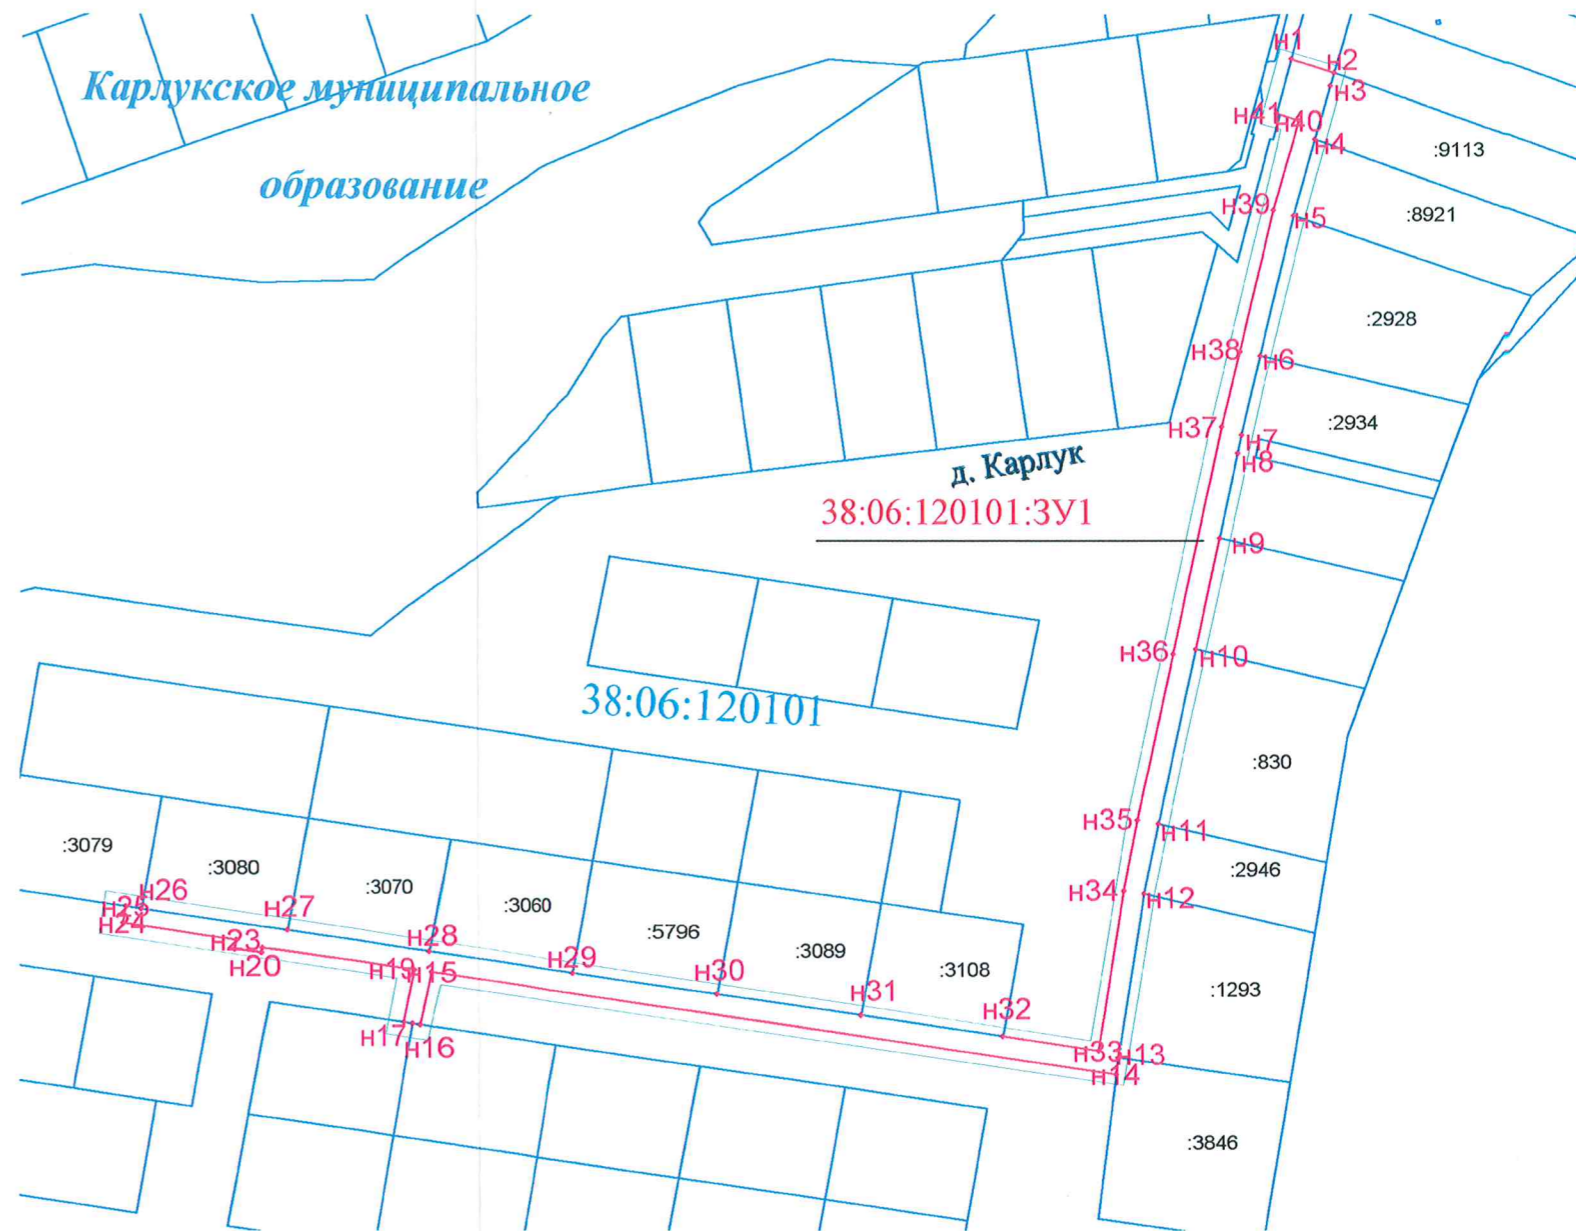 Карлукское муниципальное
образование
н1
н2
н3
н41
н40
н4
:9113
н39
н5
:8921
:2928
н38
н6
н37
:2934
н7
н8
д. Карлук
38:06:120101:ЗУ1
н9
н36
н10
38:06:120101
:830
н35
н11
:3079
:3080
:3070
:3060
:5796
:3089
:3108
:2946
н34
н12
н26
н25
н24
н27
н23
н20
н28
н19
н15
н29
н30
н31
н32
:1293
н17
н16
н33
н13
н14
:3846